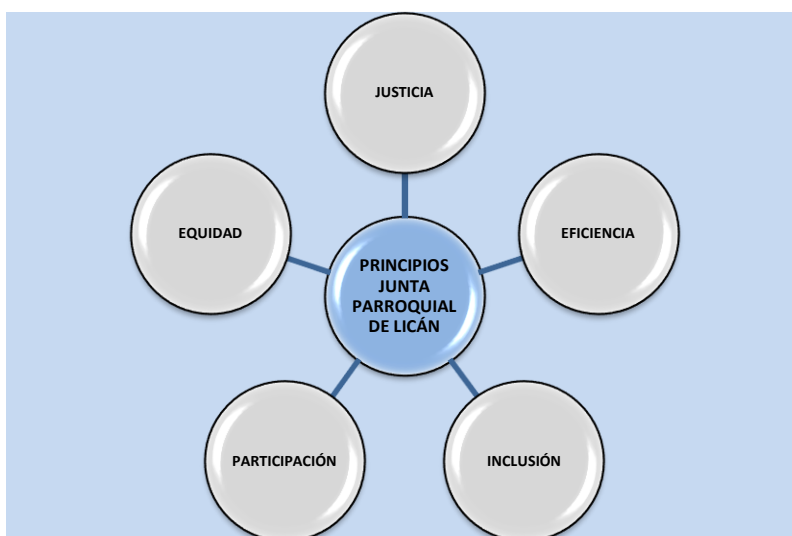 JUSTICIA
EQUIDAD
EFICIENCIA
PRINCIPIOS
JUNTA
PARROQUIAL
DE LICÁN
PARTICIPACIÓN
INCLUSIÓN